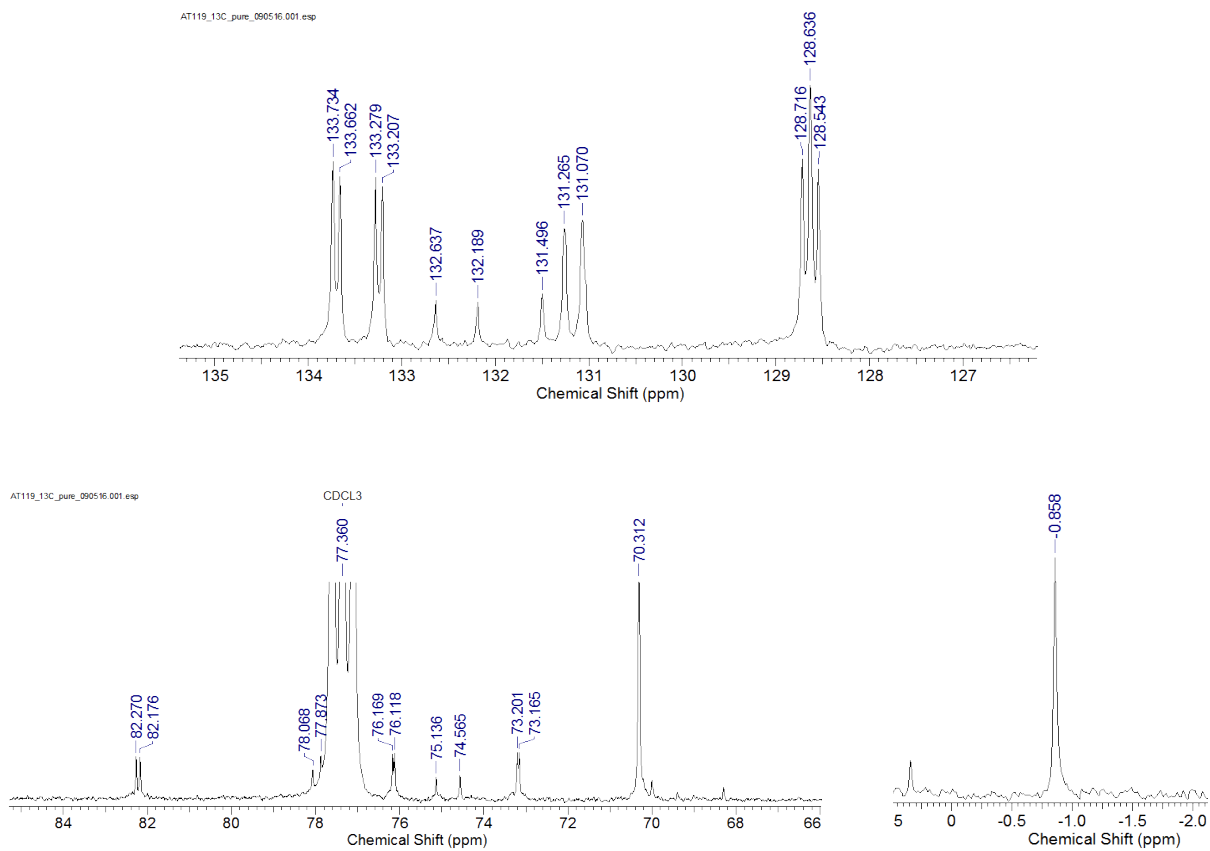 AT119_13C_pure_090516.001.esp
133.734
133.662
133.279
133.207
132.637
132.189
131.496
131.265
131.070
128.716
128.636
128.543
135 134 133 132 131 130 129 128 127
Chemical Shift (ppm)
AT119_13C_pure_090516.001.esp
CDCL3
82.270
82.176
78.068
77.873
77.360
76.169
76.118
75.136
74.565
73.201
73.165
70.312
84 82 80 78 76 74 72 70 68 66
Chemical Shift (ppm)
-0.858
5 0 -0.5 -1.0 -1.5 -2.0
Chemical Shift (ppm)